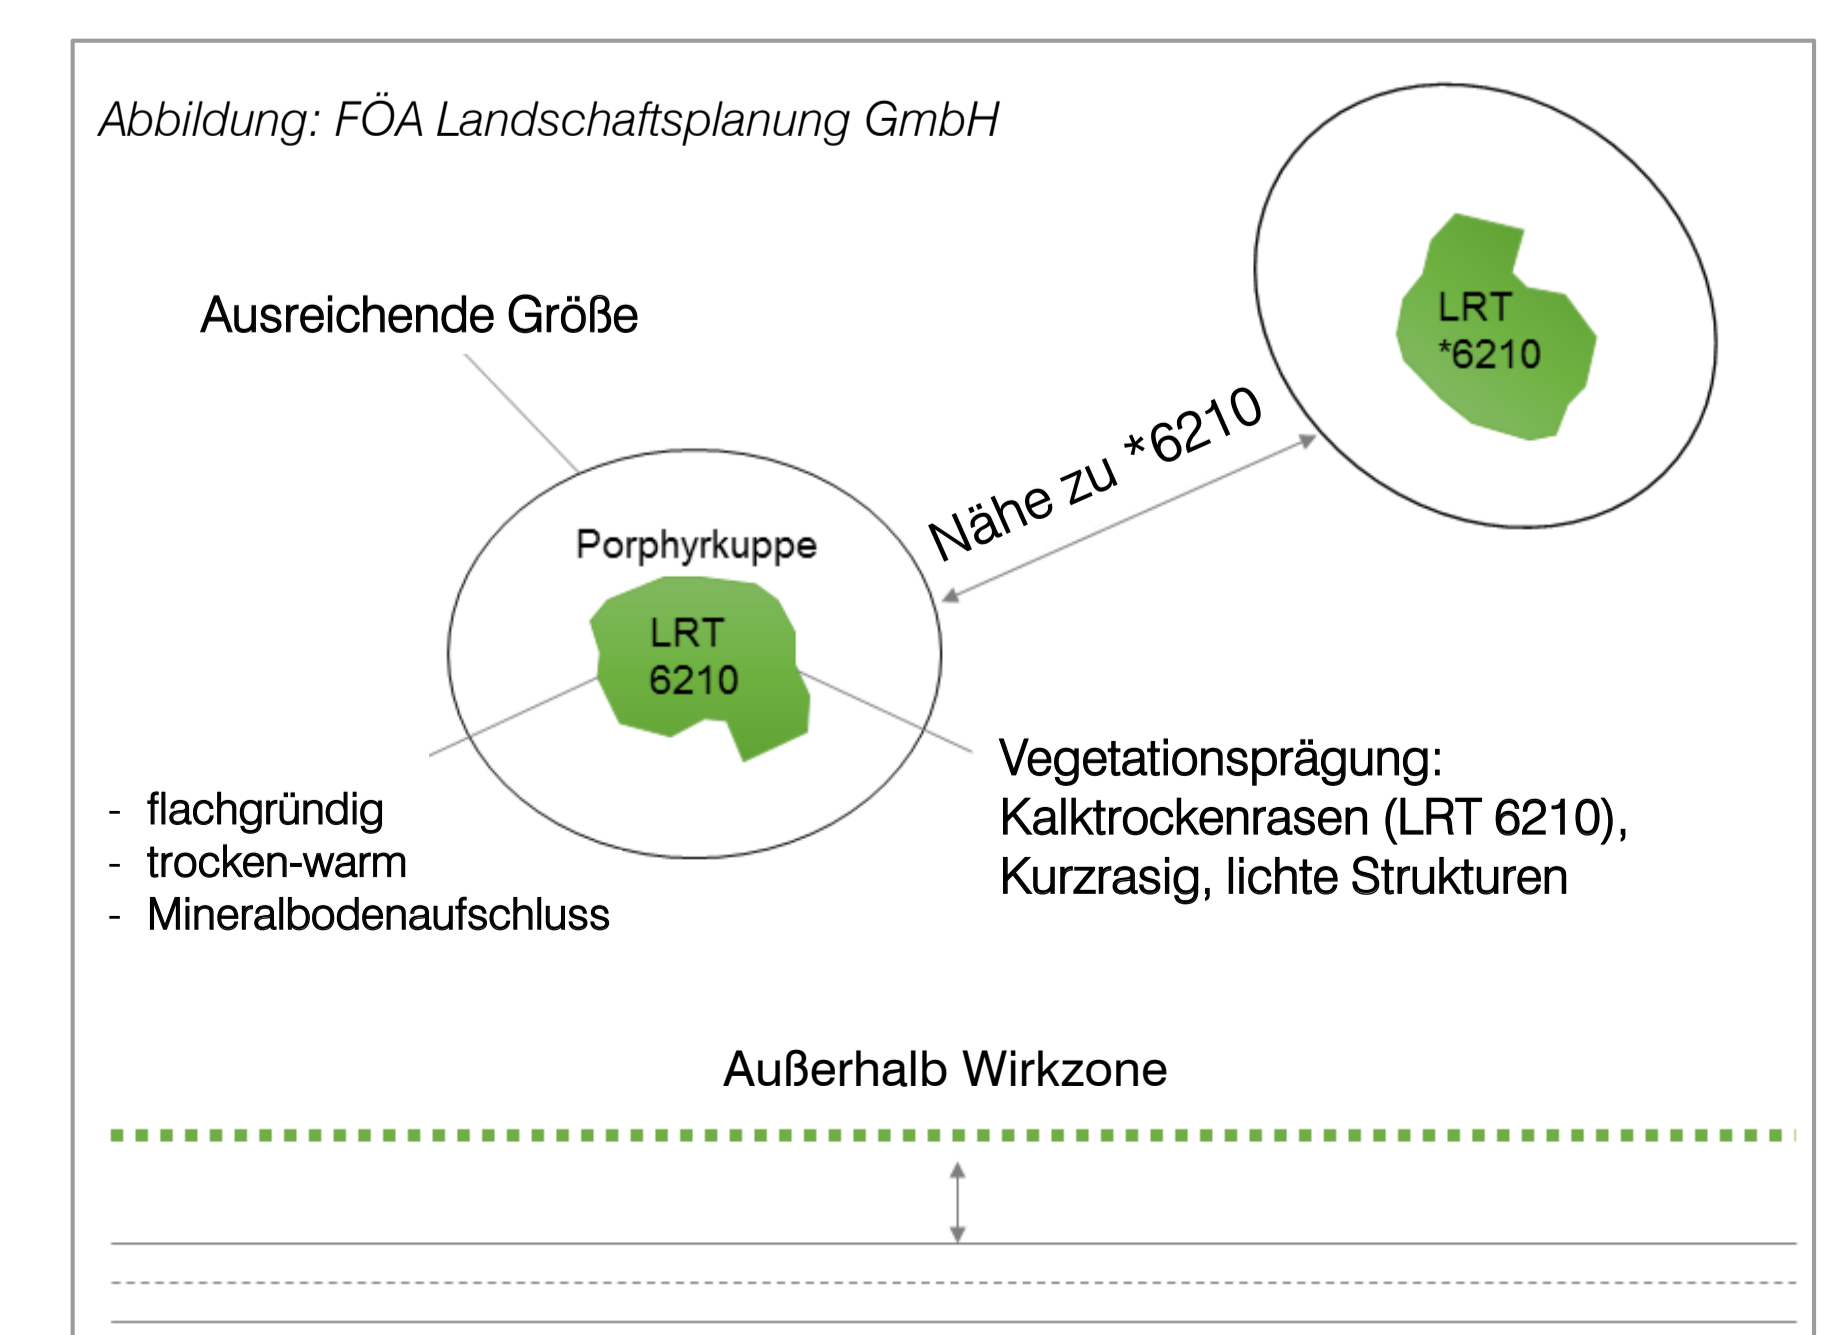 Abbildung: FÖA Landschaftsplanung GmbH
Ausreichende Größe
LRT
*6210
Nähe zu *6210
Porphyrkuppe
LRT
6210
- flachgründig
- trocken-warm
- Mineralbodenaufschluss
Vegetationsprägung:
Kalktrockenrasen (LRT 6210),
Kurzrasig, lichte Strukturen
Außerhalb Wirkzone